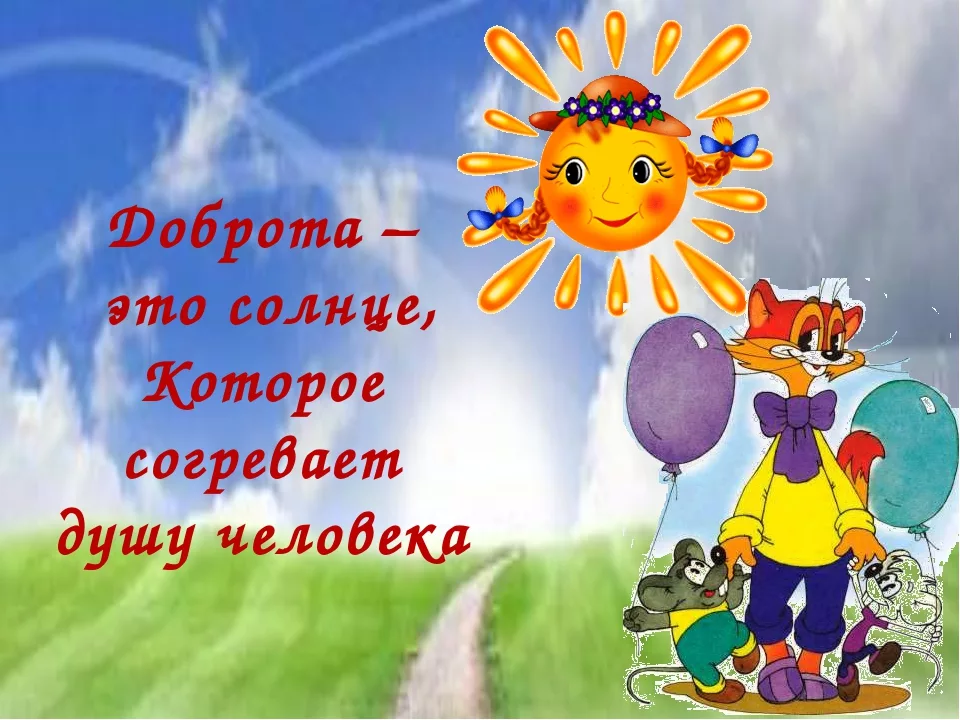 Доброта –
это солнце,
Которое
согревает
душу человека